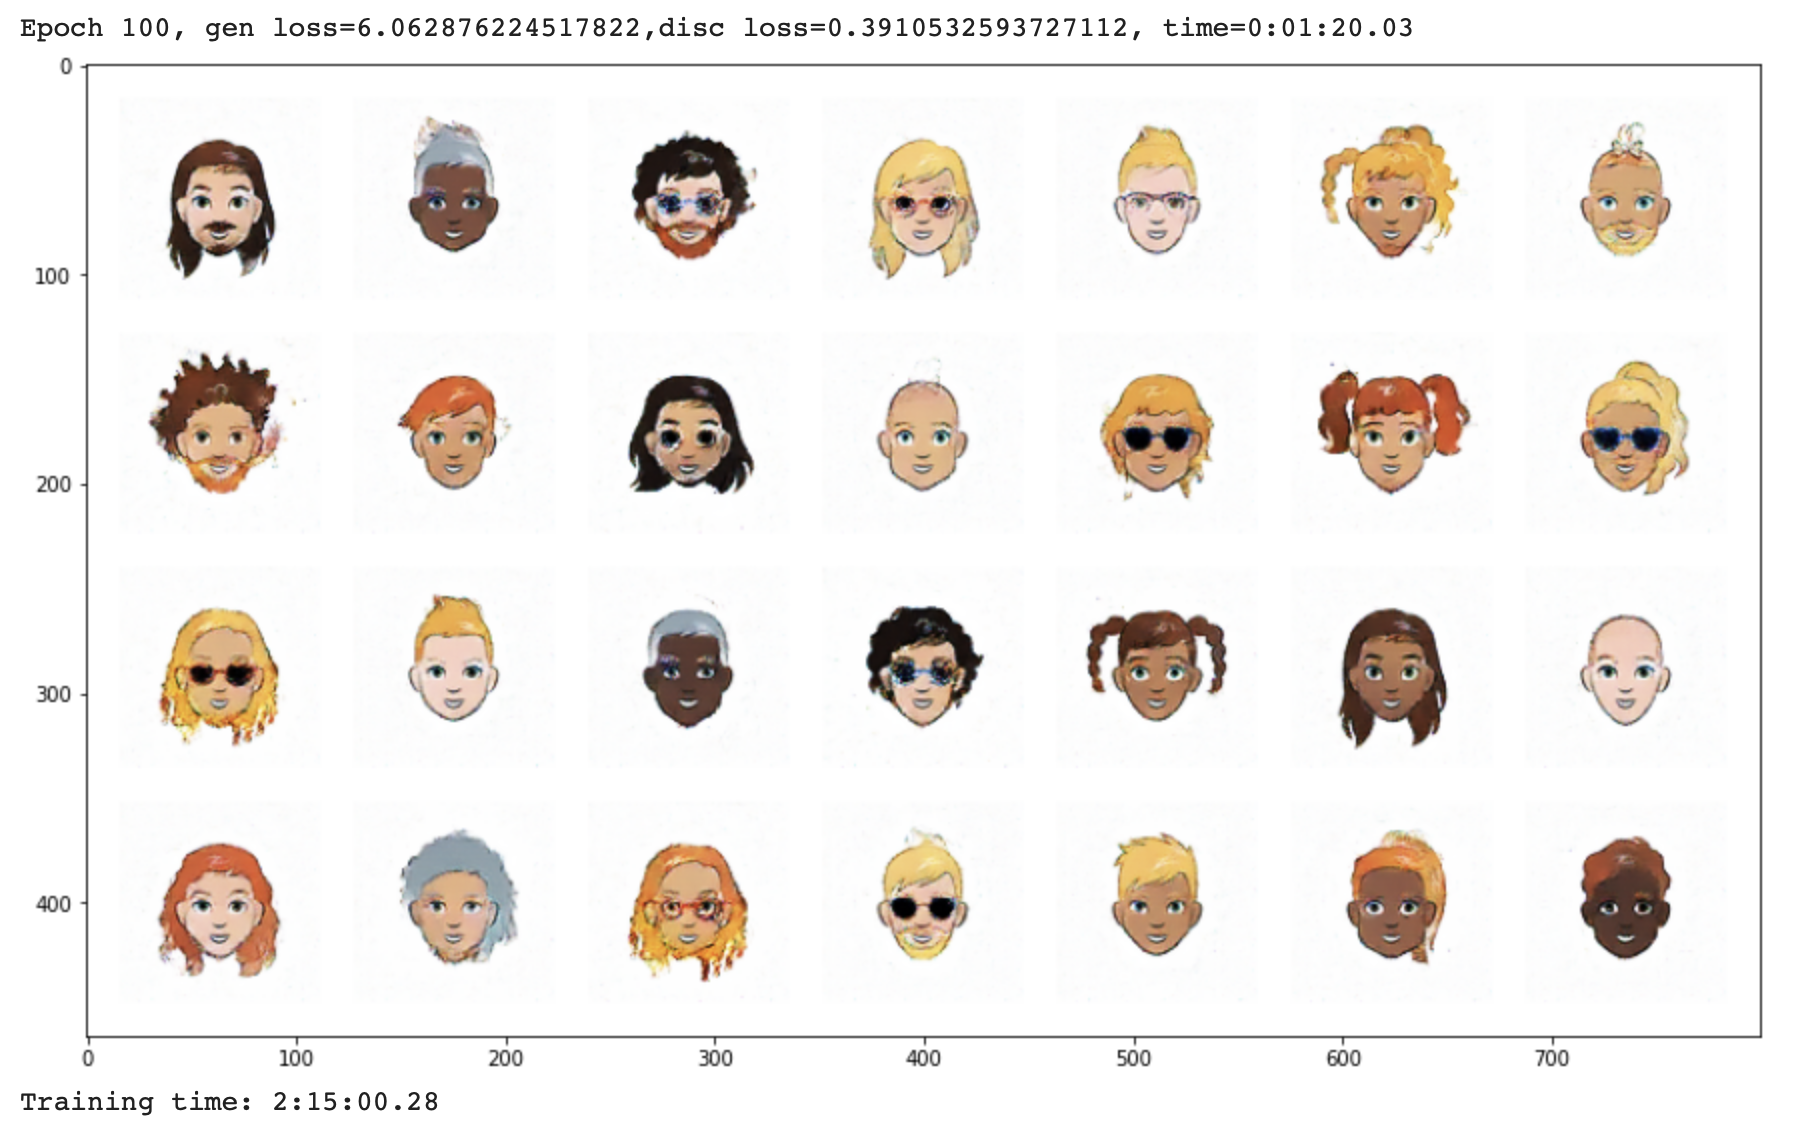 Epoch 100, gen loss=6.062876224517822,disc loss=0.3910532593727112, time=0:01:20.03
0
100
200
300
400
0 100 200 300 400 500 600 700
Training time: 2:15:00.28